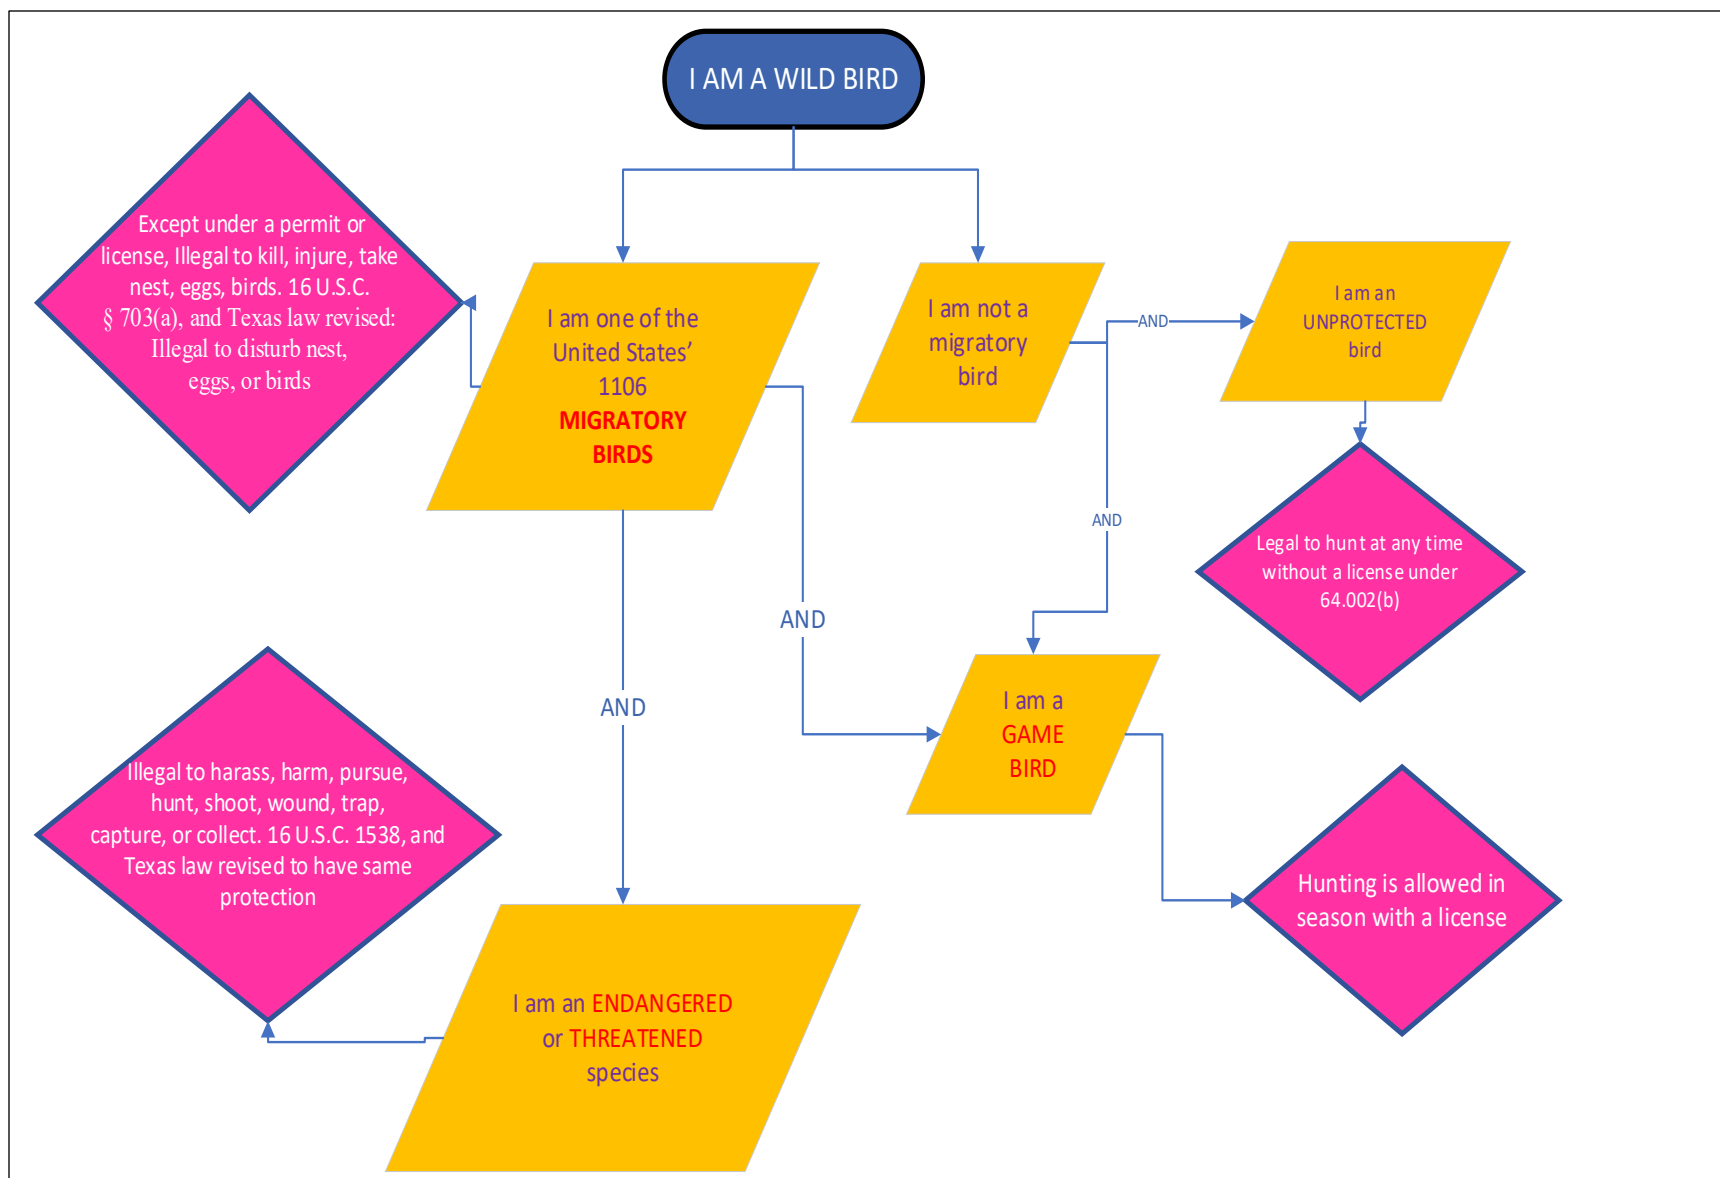 I AM A WILD BIRD
Except under a permit or
license, Illegal to kill, injure, take
nest, eggs, birds. 16 U.S.C.
§ 703(a), and Texas law revised:
Illegal to disturb nest,
eggs, or birds
I am one of the
United States’
1106
MIGRATORY
BIRDS
I am not a
migratory
bird
AND
I am an
UNPROTECTED
bird
AND
Legal to hunt at any time
without a license under
64.002(b)
AND
AND
I am a
GAME
BIRD
Illegal to harass, harm, pursue,
hunt, shoot, wound, trap,
capture, or collect. 16 U.S.C. 1538, and
Texas law revised to have same
protection
Hunting is allowed in
season with a license
I am an ENDANGERED
or THREATENED
species